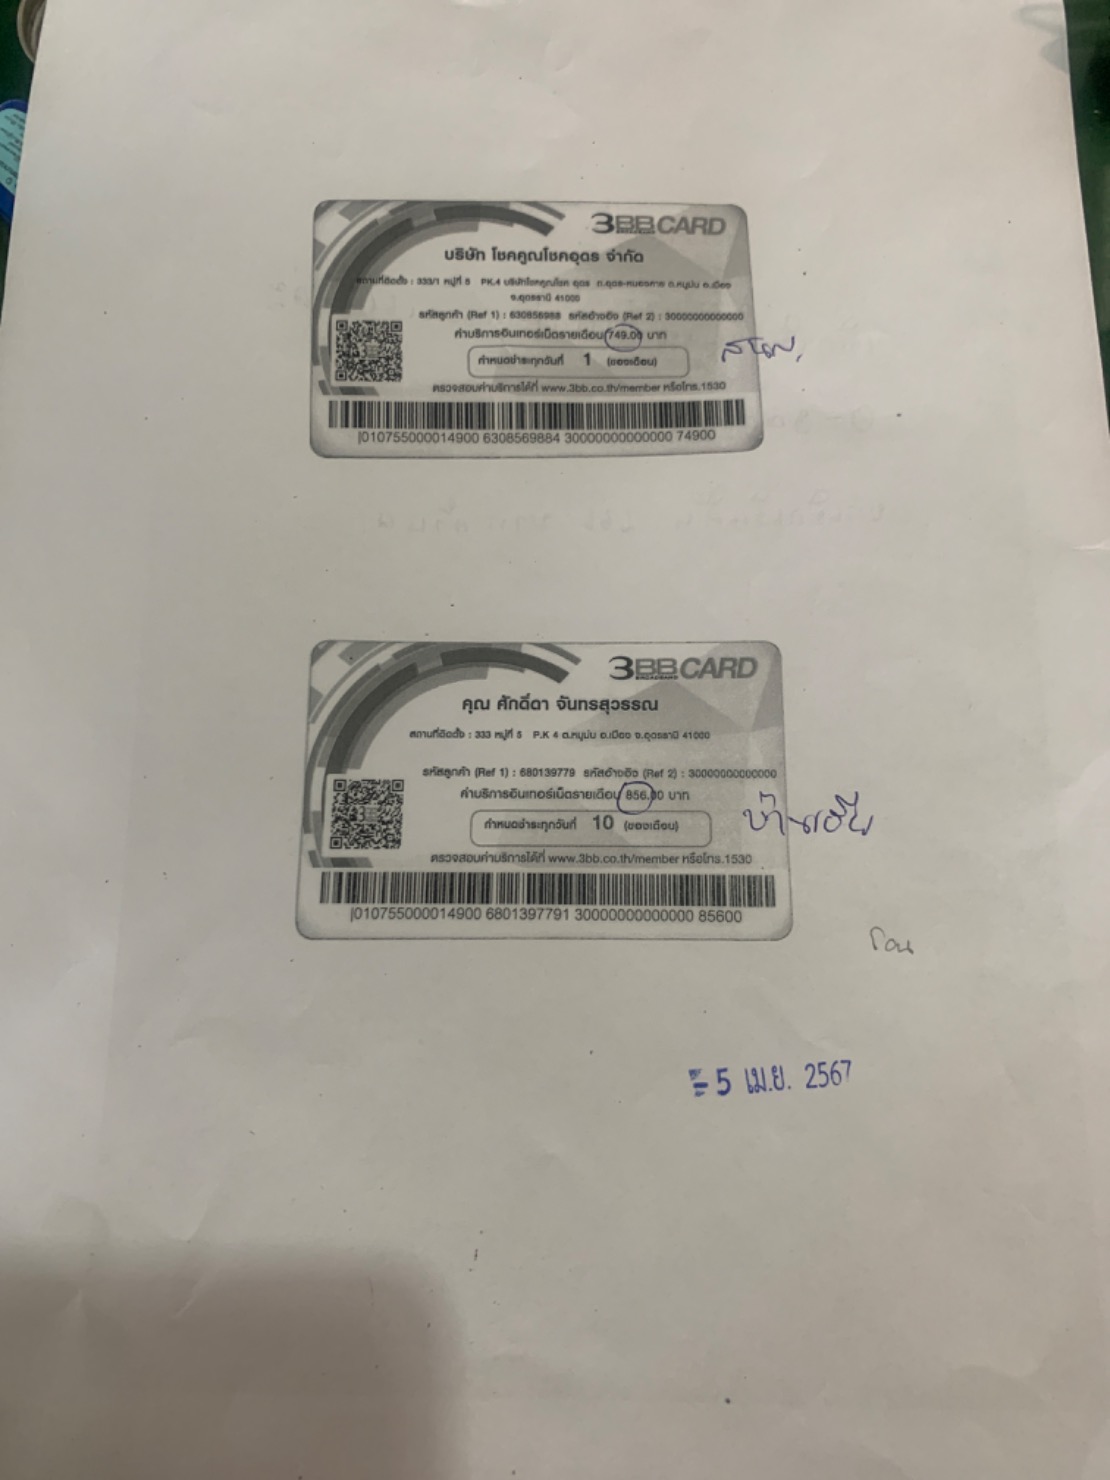 3BB CARD
BROADBAND
บริษัท โชคคูณโชคอุดร จำกัด
สถานที่ติดตั้ง : 333/1 หมู่ที่ 5 PK.4 บริษัทโชคคูณโชค อุดร ถ.อุดร-หนองคาย ต.หมูม่น อ.เมือง
จ.อุดรธานี 41000
รหัสลูกค้า (Ref 1) : 630856988 รหัสอ้างอิง (Ref 2) : 30000000000000
ค่าบริการอินเทอร์เน็ตรายเดือน 749.00 บาท
กำหนดชำระทุกวันที่ 1 (ของเดือน)
ตรวจสอบค่าบริการได้ที่ www.3bb.co.th/member หรือโทร.1530
|010755000014900 6308569884 30000000000000 74900
3BB CARD
BROADBAND
คุณ ศักดิ์ดา จันทรสุวรรณ
สถานที่ติดตั้ง : 333 หมู่ที่ 5 P.K 4 ต.หมูม่น อ.เมือง จ.อุดรธานี 41000
รหัสลูกค้า (Ref 1) : 680139779 รหัสอ้างอิง (Ref 2) : 30000000000000
ค่าบริการอินเทอร์เน็ตรายเดือน 856.00 บาท
กำหนดชำระทุกวันที่ 10 (ของเดือน)
ตรวจสอบค่าบริการได้ที่ www.3bb.co.th/member หรือโทร.1530
|010755000014900 6801397791 30000000000000 85600
โอน
- 5 เม.ย. 2567